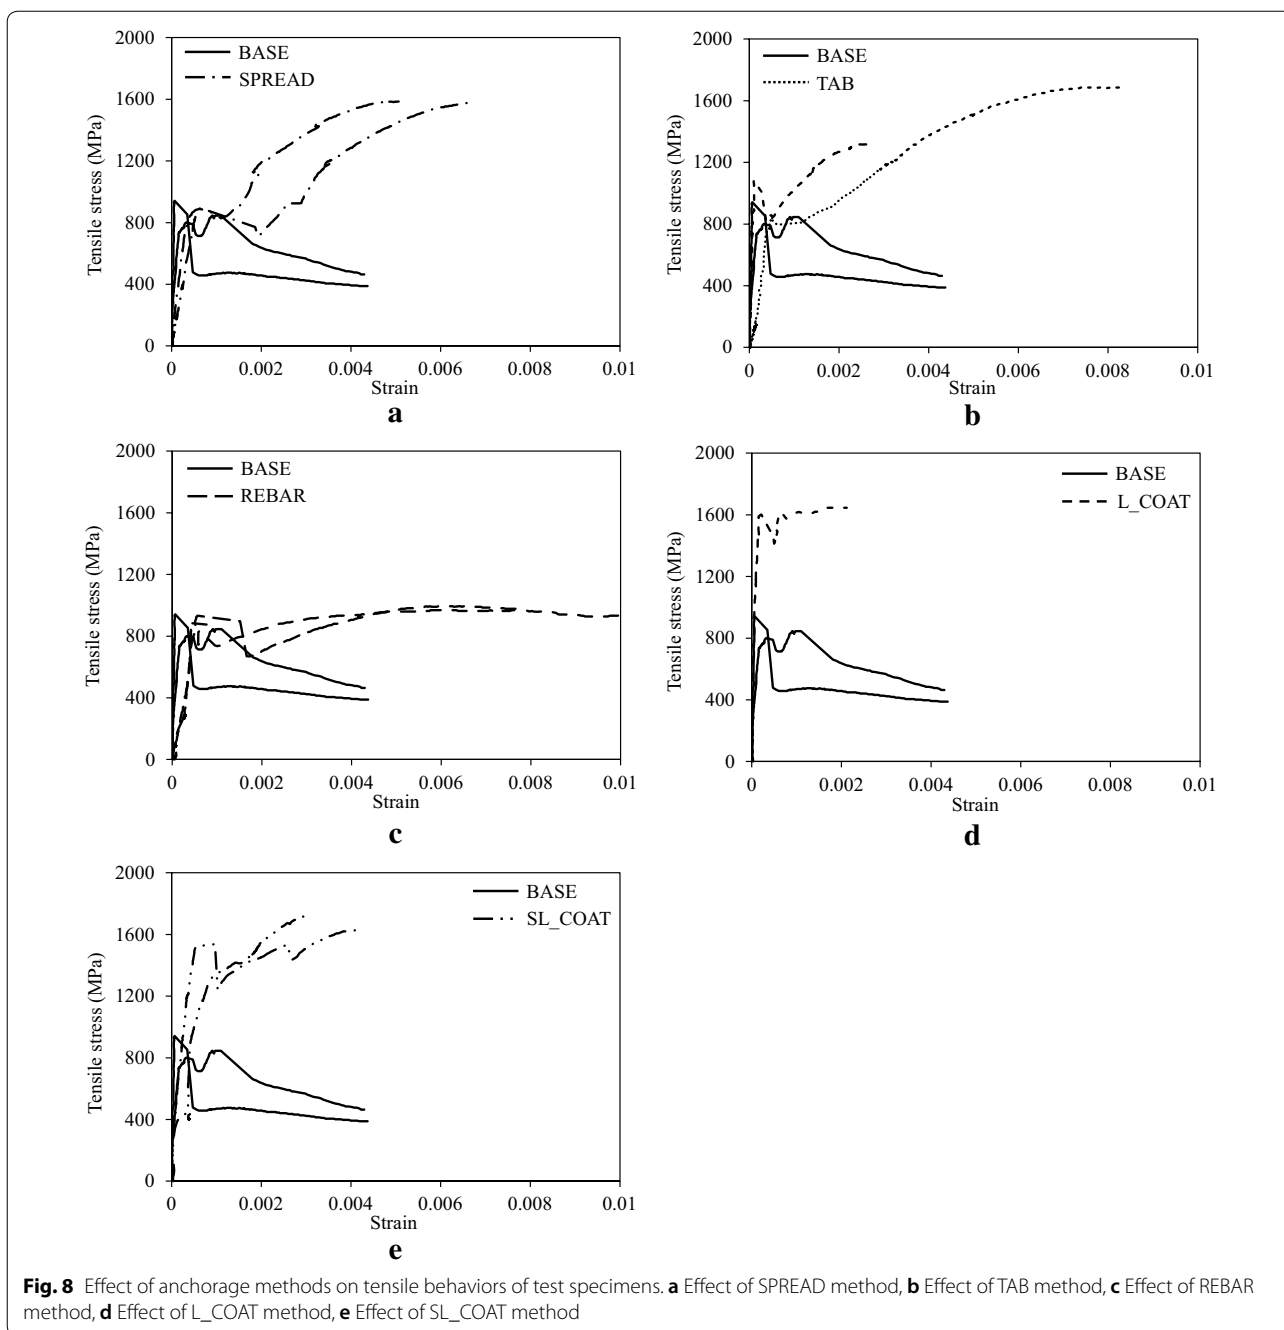 2000
1600
1200
800
400
0
Tensile stress (MPa)
BASE
SPREAD
0 0.002 0.004 0.006 0.008 0.01
Strain
a
2000
1600
1200
800
400
0
Tensile stress (MPa)
BASE
TAB
0 0.002 0.004 0.006 0.008 0.01
Strain
b
2000
1600
1200
800
400
0
Tensile stress (MPa)
BASE
REBAR
0 0.002 0.004 0.006 0.008 0.01
Strain
c
2000
1600
1200
800
400
0
Tensile stress (MPa)
BASE
L_COAT
0 0.002 0.004 0.006 0.008 0.01
Strain
d
2000
1600
1200
800
400
0
Tensile stress (MPa)
BASE
SL_COAT
0 0.002 0.004 0.006 0.008 0.01
Strain
e
Fig. 8 Effect of anchorage methods on tensile behaviors of test specimens. a Effect of SPREAD method, b Effect of TAB method, c Effect of REBAR
method, d Effect of L_COAT method, e Effect of SL_COAT method